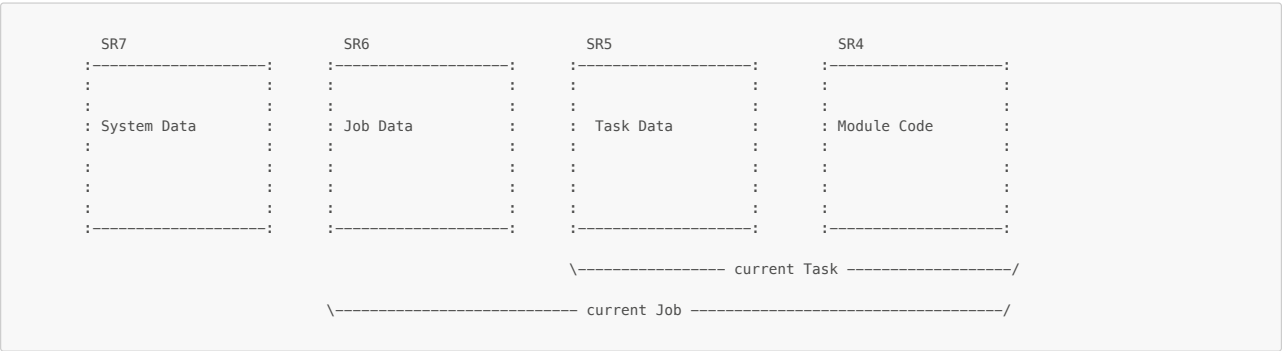 SR7 SR6 SR5 SR4
:--------------------: :--------------------: :--------------------: :--------------------:
: : : : : : : :
: : : : : : : :
: System Data : : Job Data : : Task Data : : Module Code :
: : : : : : : :
: : : : : : : :
: : : : : : : :
: : : : : : : :
:--------------------: :--------------------: :--------------------: :--------------------:
\----------------- current Task -------------------/
\---------------------------- current Job ------------------------------------/